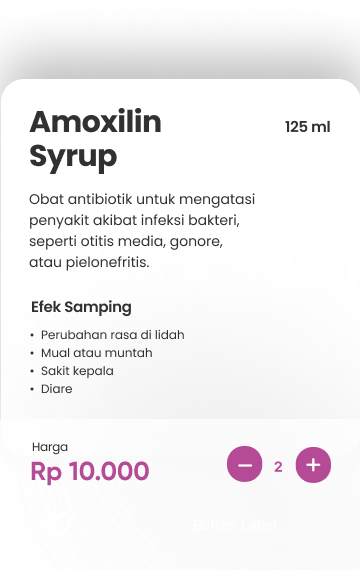 Amoxilin
Syrup
125 ml
Obat antibiotik untuk mengatasi
penyakit akibat infeksi bakteri,
seperti otitis media, gonore,
atau pielonefritis.
Efek Samping
• Perubahan rasa di lidah
• Mual atau muntah
• Sakit kepala
• Diare
Harga
Rp 10.000
2
Button Label